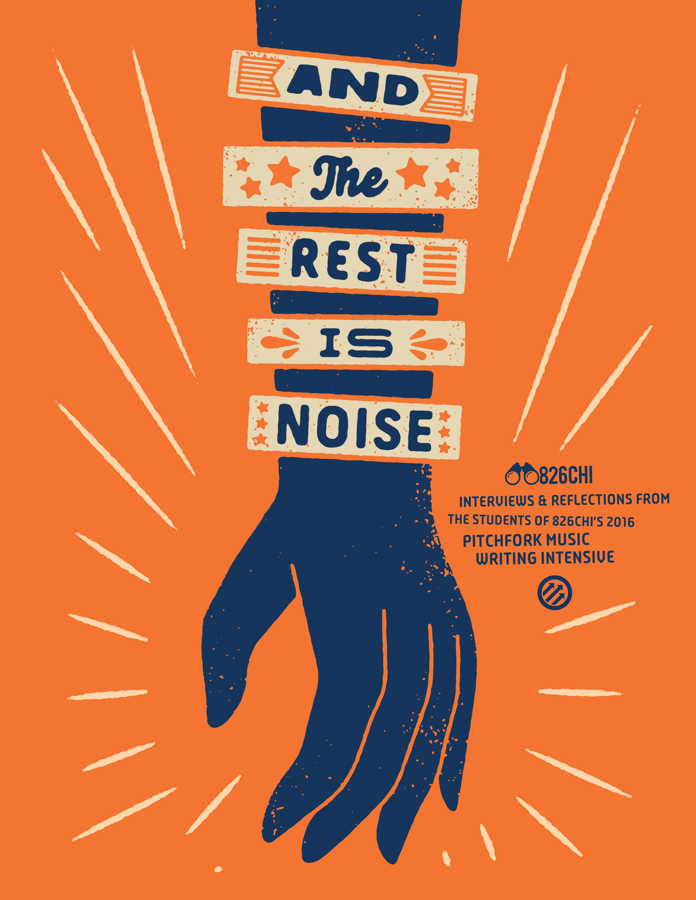 AND
The
REST
IS
NOISE
826CHI
INTERVIEWS & REFLECTIONS FROM
THE STUDENTS OF 826CHI'S 2016
PITCHFORK MUSIC
WRITING INTENSIVE